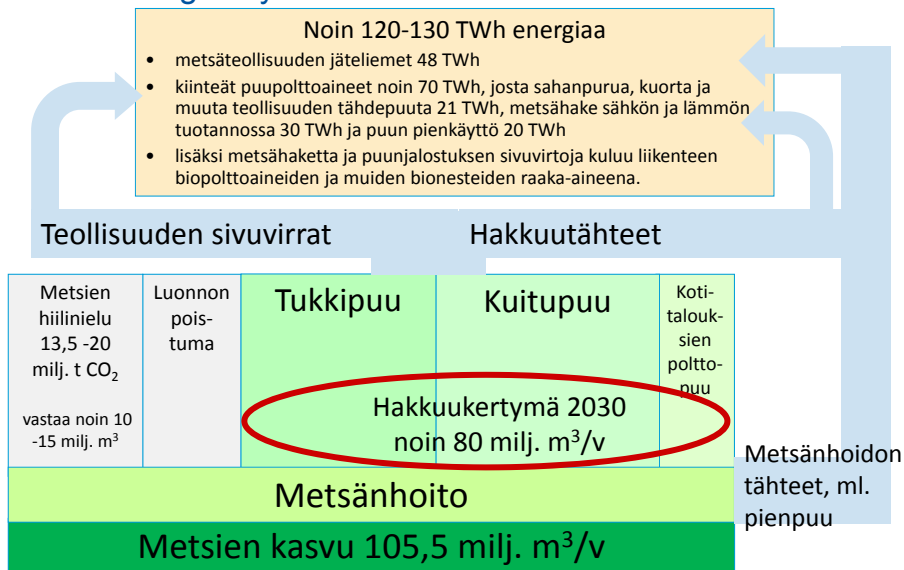 Noin 120-130 TWh energiaa
• metsäteollisuuden jäteliemet 48 TWh
• kiinteät puupolttoaineet noin 70 TWh, josta sahanpurua, kuorta ja
muuta teollisuuden tähdepuuta 21 TWh, metsähake sähkön ja lämmön
tuotannossa 30 TWh ja puun pienkäyttö 20 TWh
• lisäksi metsähaketta ja puunjalostuksen sivuvirtoja kuluu liikenteen
biopolttoaineiden ja muiden bionesteiden raaka-aineena.
Teollisuuden sivuvirrat
Hakkuutähteet
Metsien
hiilinielu
13,5 -20
milj. t CO₂
vastaa noin 10
-15 milj. m³
Luonnon
pois-
tuma
Tukkipuu
Kuitupuu
Koti-
talouk-
sien
poltto-
puu
Hakkuukertymä 2030
noin 80 milj. m³/v
Metsänhoidon
tähteet, ml.
pienpuu
Metsänhoito
Metsien kasvu 105,5 milj. m³/v